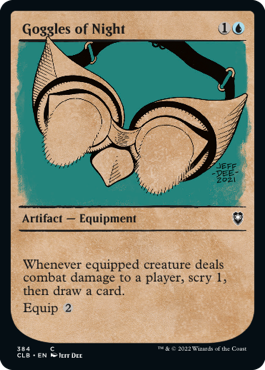 Goggles of Night 1
JEFF
-DEE-
2021
Artifact — Equipment
Whenever equipped creature deals
combat damage to a player, scry 1,
then draw a card.
Equip 2
384 C
CLB • EN Jeff Dee ™ & © 2022 Wizards of the Coast